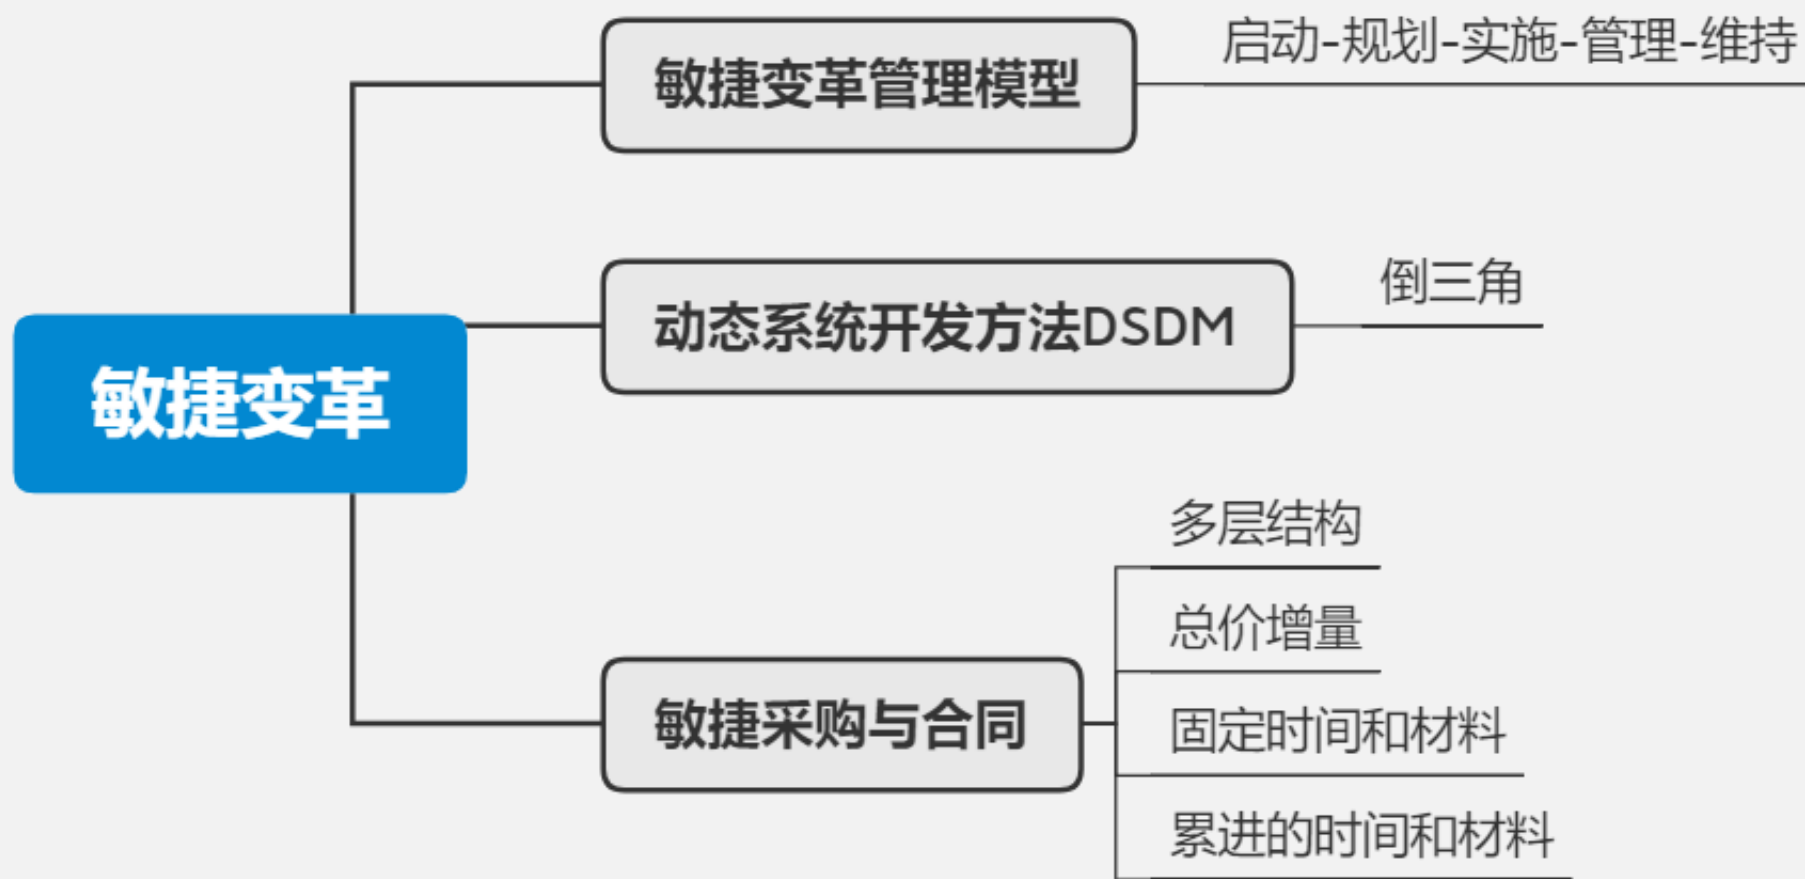 敏捷变革
敏捷变革管理模型
启动-规划-实施-管理-维持
动态系统开发方法DSDM
倒三角
敏捷采购与合同
多层结构
总价增量
固定时间和材料
累进的时间和材料